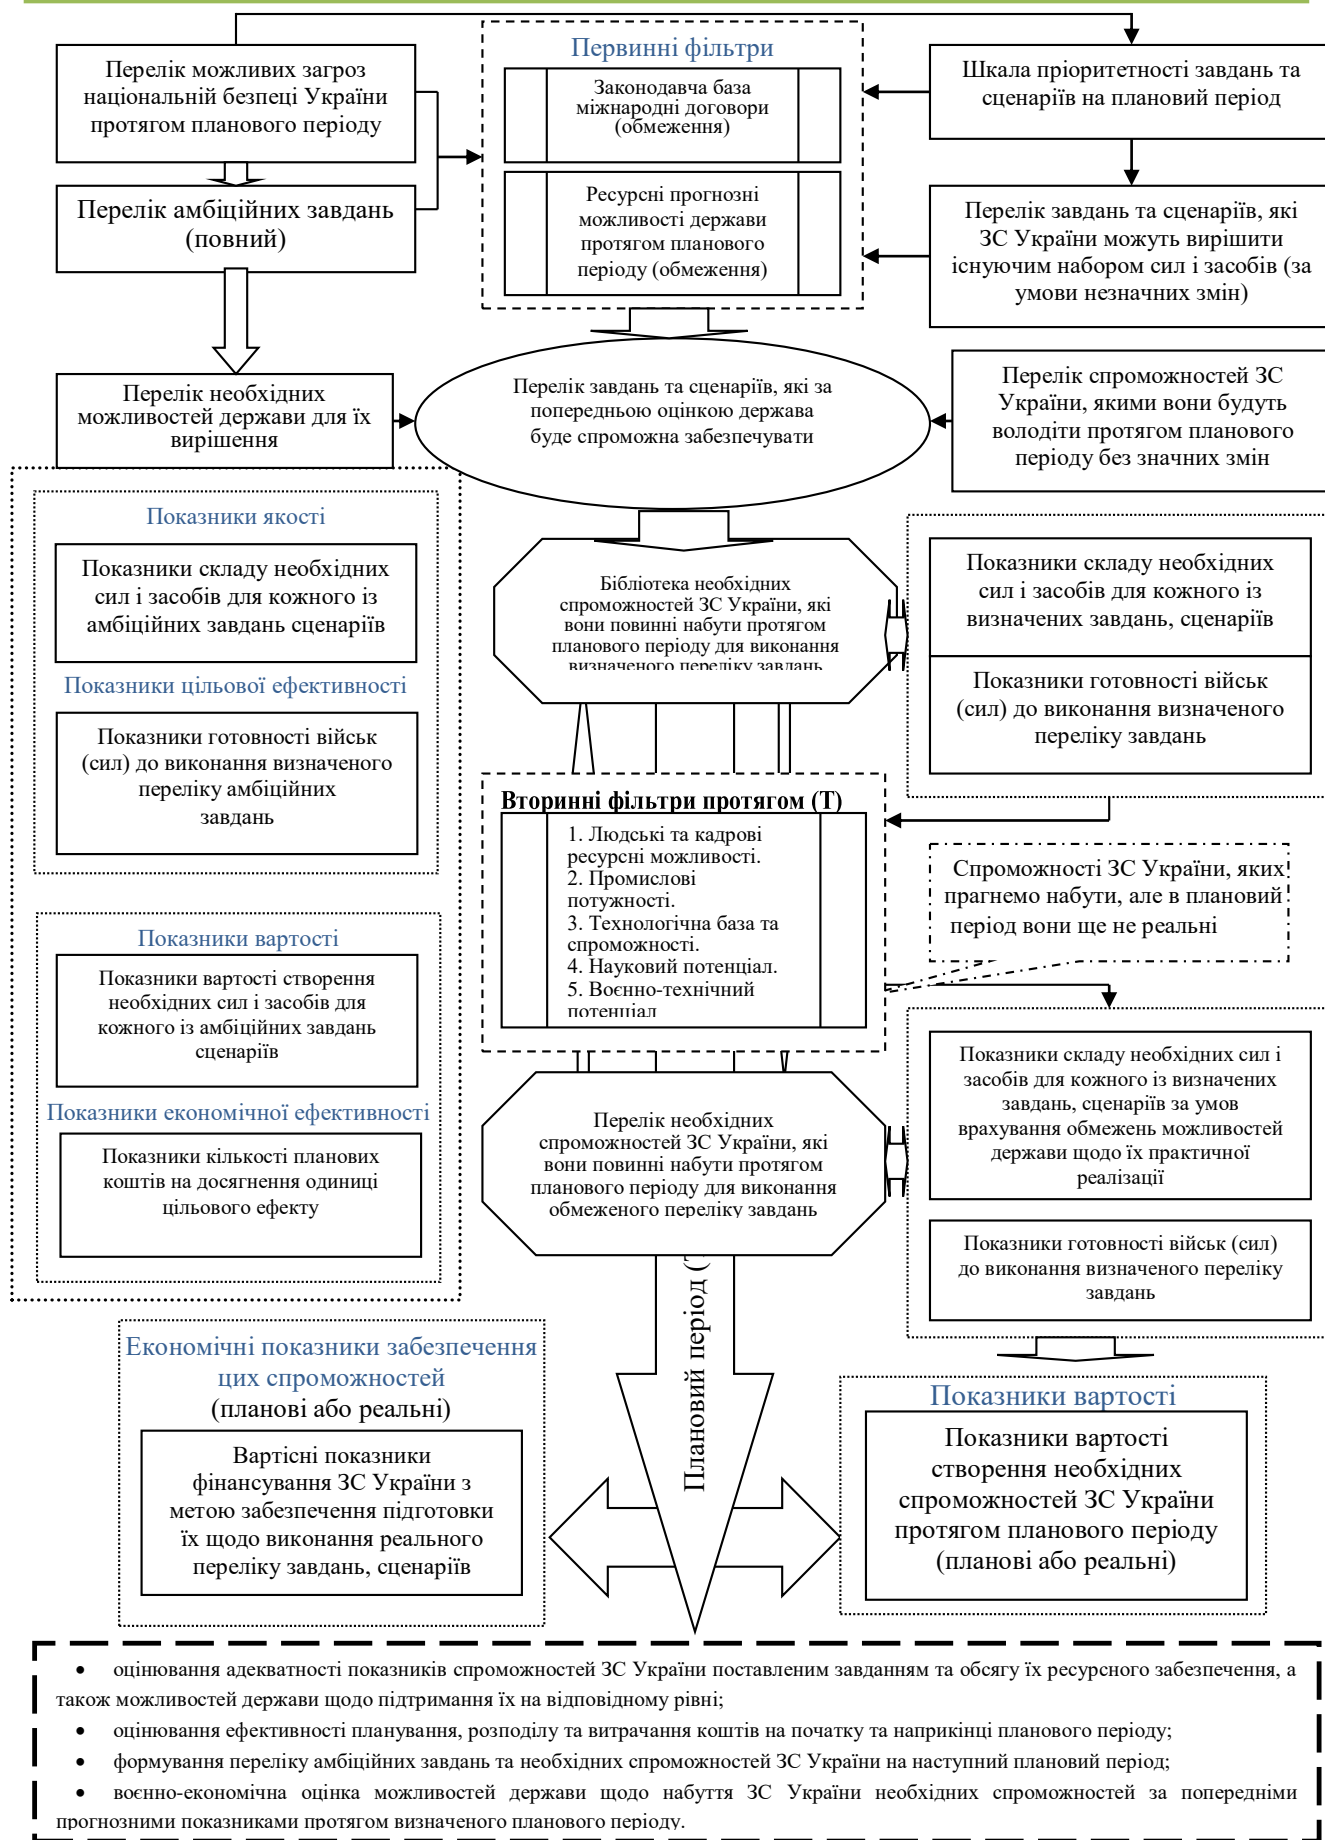 Перелік можливих загроз
національній безпеці України
протягом планового періоду
Первинні фільтри
Законодавча база
міжнародні договори
(обмеження)
Шкала пріоритетності завдань та
сценаріїв на плановий період
Перелік амбіційних завдань
(повний)
Ресурсні прогнозні
можливості держави
протягом планового
періоду (обмеження)
Перелік завдань та сценаріїв, які
ЗС України можуть вирішити
існуючим набором сил і засобів (за
умови незначних змін)
Перелік необхідних
можливостей держави для їх
вирішення
Перелік завдань та сценаріїв, які за
попередньою оцінкою держава
буде спроможна забезпечувати
Перелік спроможностей ЗС
України, якими вони будуть
володіти протягом планового
періоду без значних змін
Показники якості
Показники складу необхідних
сил і засобів для кожного із
амбіційних завдань сценаріїв
Показники цільової ефективності
Показники готовності військ
(сил) до виконання визначеного
переліку амбіційних
завдань
Бібліотека необхідних
спроможностей ЗС України, які
вони повинні набути протягом
планового періоду для виконання
визначеного переліку завдань
Показники складу необхідних
сил і засобів для кожного із
визначених завдань, сценаріїв
Показники готовності військ
(сил) до виконання визначеного
переліку завдань
Вторинні фільтри протягом (Т)
1. Людські та кадрові
ресурсні можливості.
2. Промислові
потужності.
3. Технологічна база та
спроможності.
4. Науковий потенціал.
5. Воєнно-технічний
потенціал
Спроможності ЗС України, яких
прагнемо набути, але в плановий
період вони ще не реальні
Показники вартості
Показники вартості створення
необхідних сил і засобів для
кожного із амбіційних завдань
сценаріїв
Показники економічної ефективності
Показники кількості планових
коштів на досягнення одиниці
цільового ефекту
Перелік необхідних
спроможностей ЗС України, які
вони повинні набути протягом
планового періоду для виконання
обмеженого переліку завдань
Показники складу необхідних сил і
засобів для кожного із визначених
завдань, сценаріїв за умов
врахування обмежень можливостей
держави щодо їх практичної
реалізації
Показники готовності військ (сил)
до виконання визначеного переліку
завдань
Плановий період (
Економічні показники забезпечення
цих спроможностей
(планові або реальні)
Вартісні показники
фінансування ЗС України з
метою забезпечення підготовки
їх щодо виконання реального
переліку завдань, сценаріїв
Показники вартості
Показники вартості
створення необхідних
спроможностей ЗС України
протягом планового періоду
(планові або реальні)
• оцінювання адекватності показників спроможностей ЗС України поставленим завданням та обсягу їх ресурсного забезпечення, а
також можливостей держави щодо підтримання їх на відповідному рівні;
• оцінювання ефективності планування, розподілу та витрачання коштів на початку та наприкінці планового періоду;
• формування переліку амбіційних завдань та необхідних спроможностей ЗС України на наступний плановий період;
• воєнно-економічна оцінка можливостей держави щодо набуття ЗС України необхідних спроможностей за попередніми
прогнозними показниками протягом визначеного планового періоду.